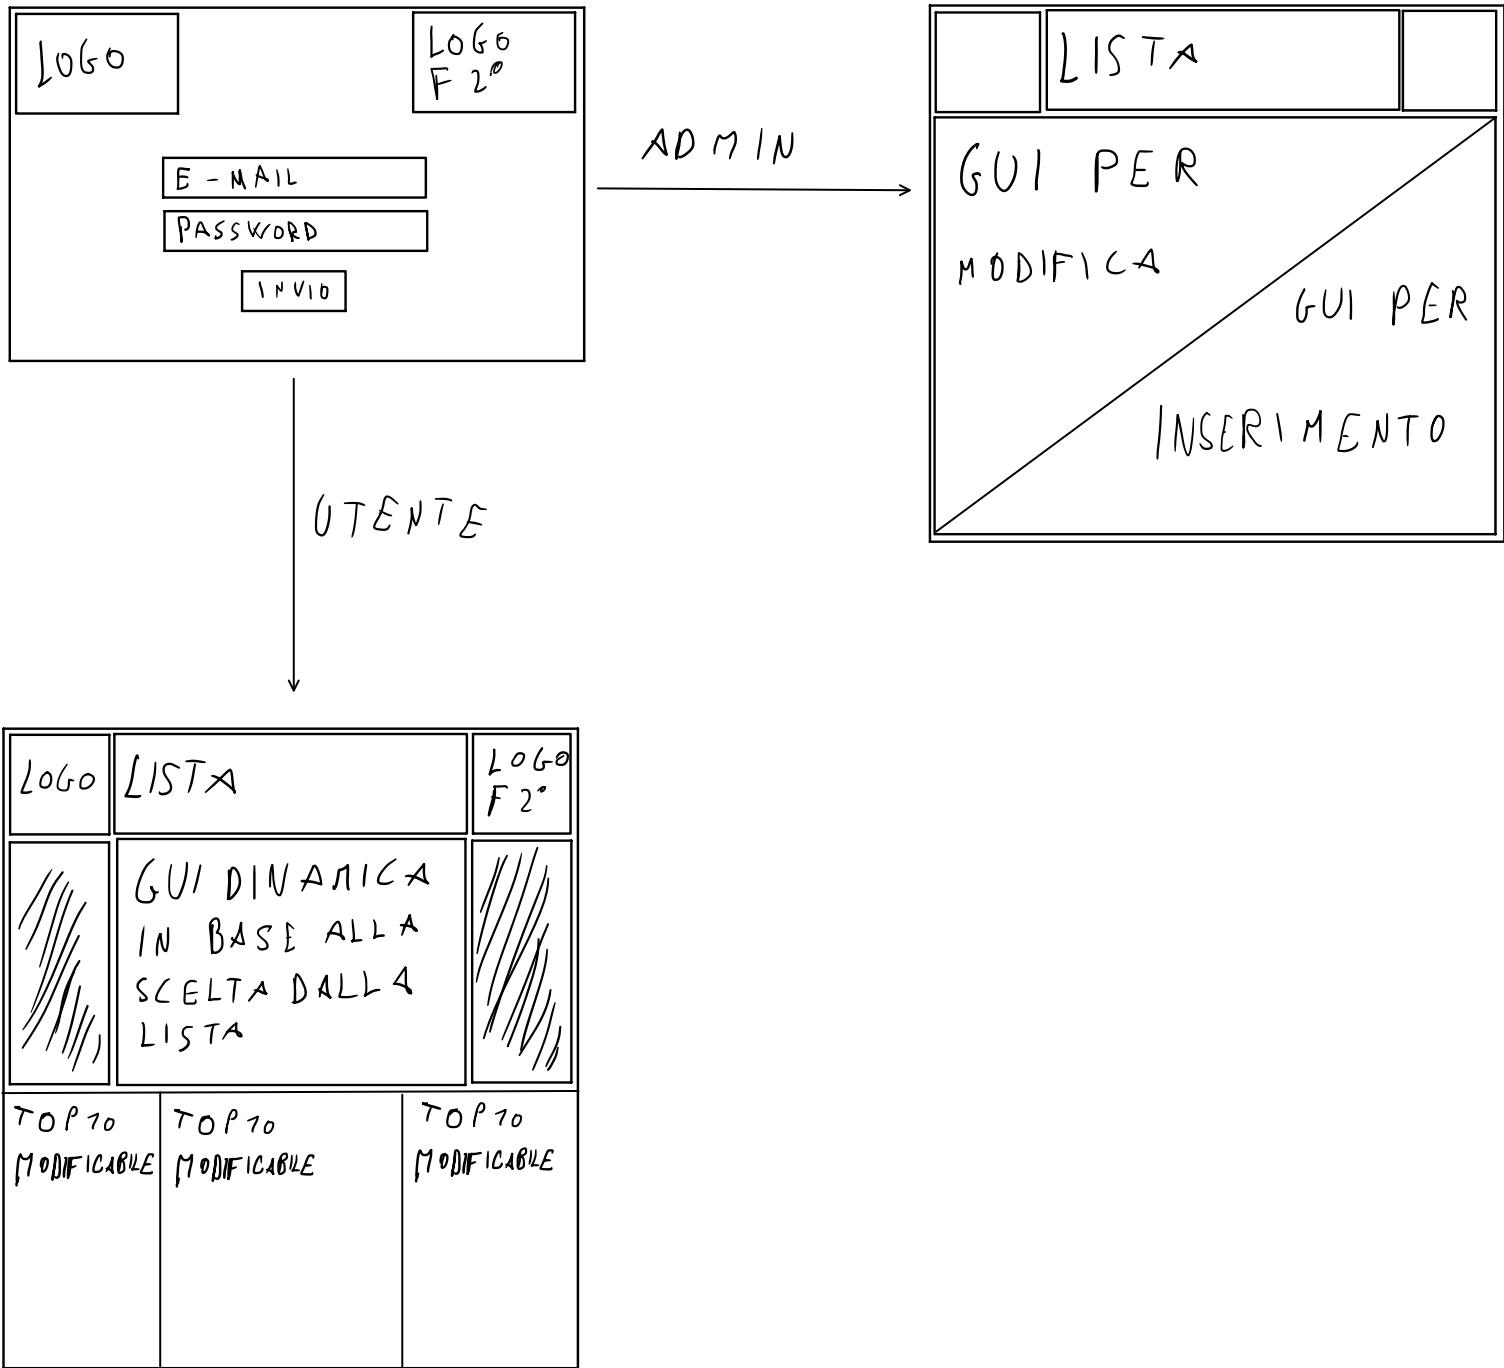 LOGO
LOGO
F 2°
E-MAIL
PASSWORD
INVIO
ADMIN
LISTA
GUI PER
MODIFICA
GUI PER
INSERIMENTO
UTENTE
LOGO
LISTA
LOGO
F 2°
GUI DINAMICA
IN BASE ALLA
SCELTA DALLA
LISTA
TOP 10
MODIFICABILE
TOP 10
MODIFICABILE
TOP 10
MODIFICABILE